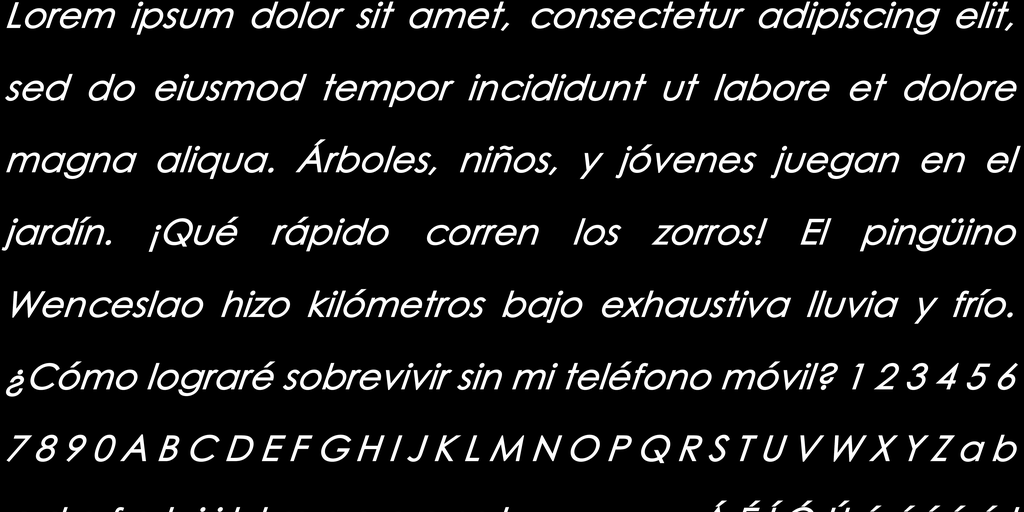 Lorem ipsum dolor sit amet, consectetur adipiscing elit,
sed do eiusmod tempor incididunt ut labore et dolore
magna aliqua. Árboles, niños, y jóvenes juegan en el
jardín. ¡Qué rápido corren los zorros! El pingüino
Wenceslao hizo kilómetros bajo exhaustiva lluvia y frío.
¿Cómo lograré sobrevivir sin mi teléfono móvil? 1 2 3 4 5 6
7 8 9 0 A B C D E F G H I J K L M N O P Q R S T U V W X Y Z a b